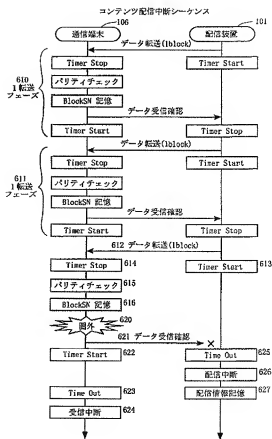 コンテンツ配信中断シーケンス
106
101
通信端末
配信装置
データ転送(1block)
Timer Stop
Timer Start
610
1転送
フェーズ
パリティチェック
BlockSN 記憶
データ受信確認
Timer Start
Timer Stop
データ転送(1block)
Timer Stop
Timer Start
611
1転送
フェーズ
パリティチェック
BlockSN 記憶
データ受信確認
Timer Start
Timer Stop
612 データ転送(1block)
Timer Stop 614
Timer Start 613
パリティチェック 615
BlockSN 記憶 616
圏外 620
621 データ受信確認
×
Timer Start 622
Time Out 625
配信中断 626
Time Out 623
配信情報記憶 627
受信中断 624